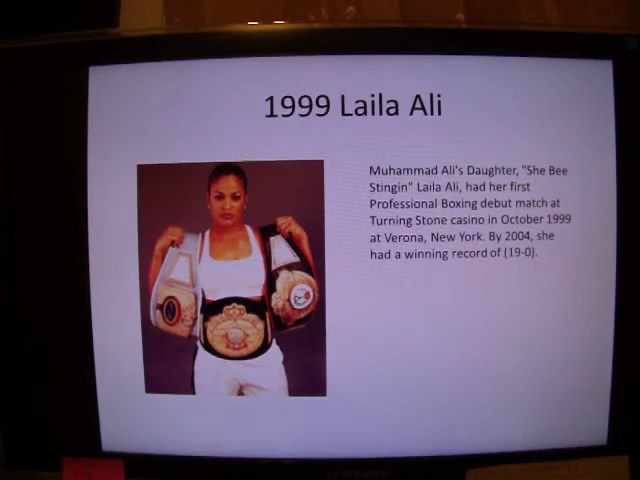 1999 Laila Ali
Muhammad Ali's Daughter, "She Bee
Stingin" Laila Ali, had her first
Professional Boxing debut match at
Turning Stone casino in October 1999
at Verona, New York. By 2004, she
had a winning record of (19-0).
SAMSUNG